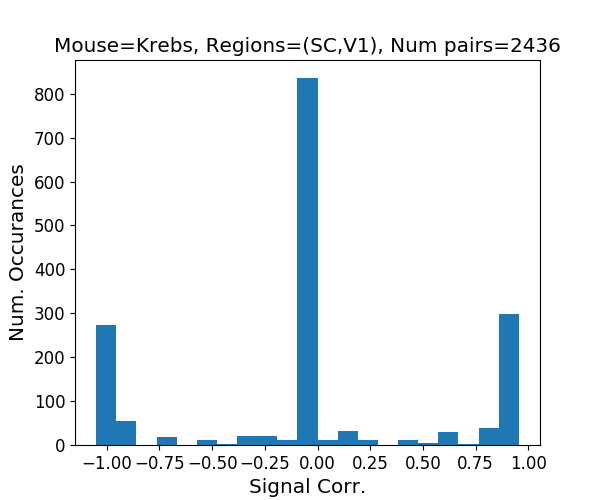 Mouse=Krebs, Regions=(SC,V1), Num pairs=2436
Num. Occurances
800
700
600
500
400
300
200
100
0
−1.00 −0.75 −0.50 −0.25 0.00 0.25 0.50 0.75 1.00
Signal Corr.